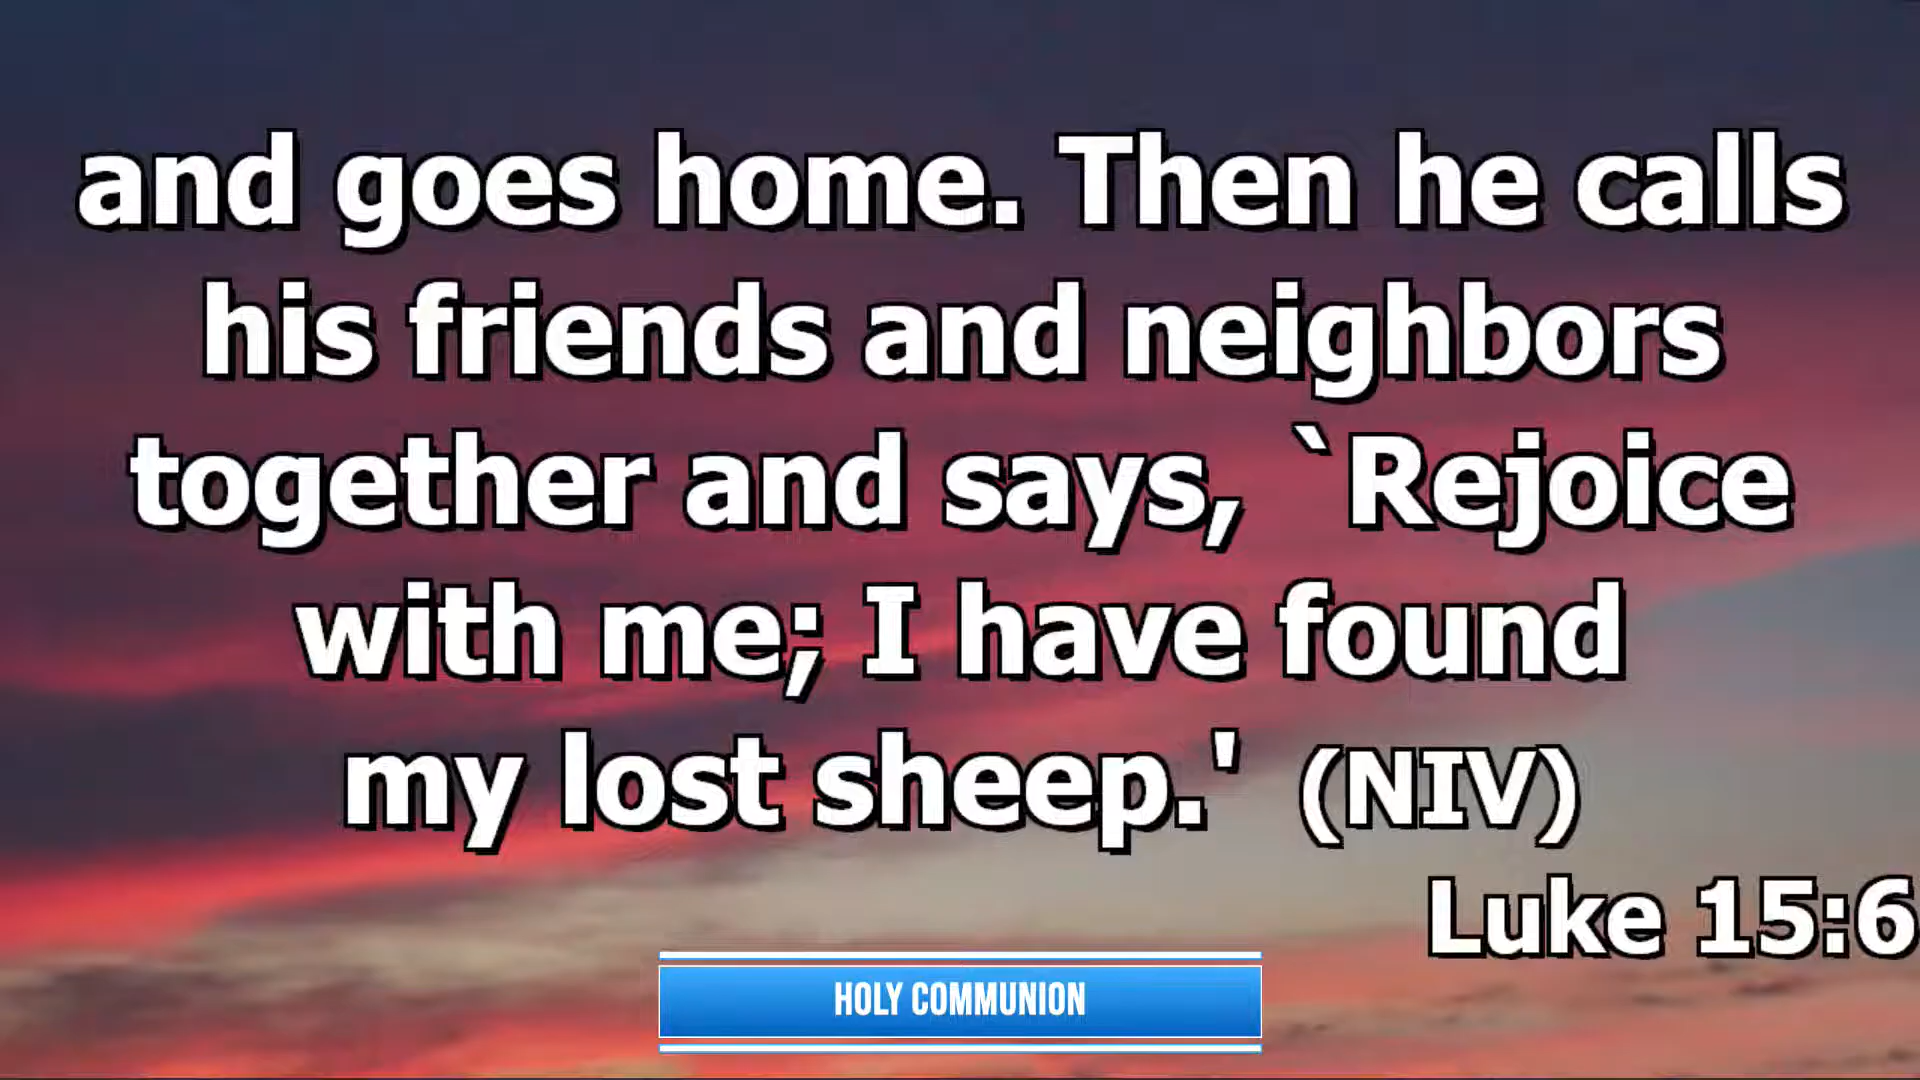 and goes home. Then he calls
his friends and neighbors
together and says, `Rejoice
with me; I have found
my lost sheep.' (NIV)
Luke 15:6
HOLY COMMUNION